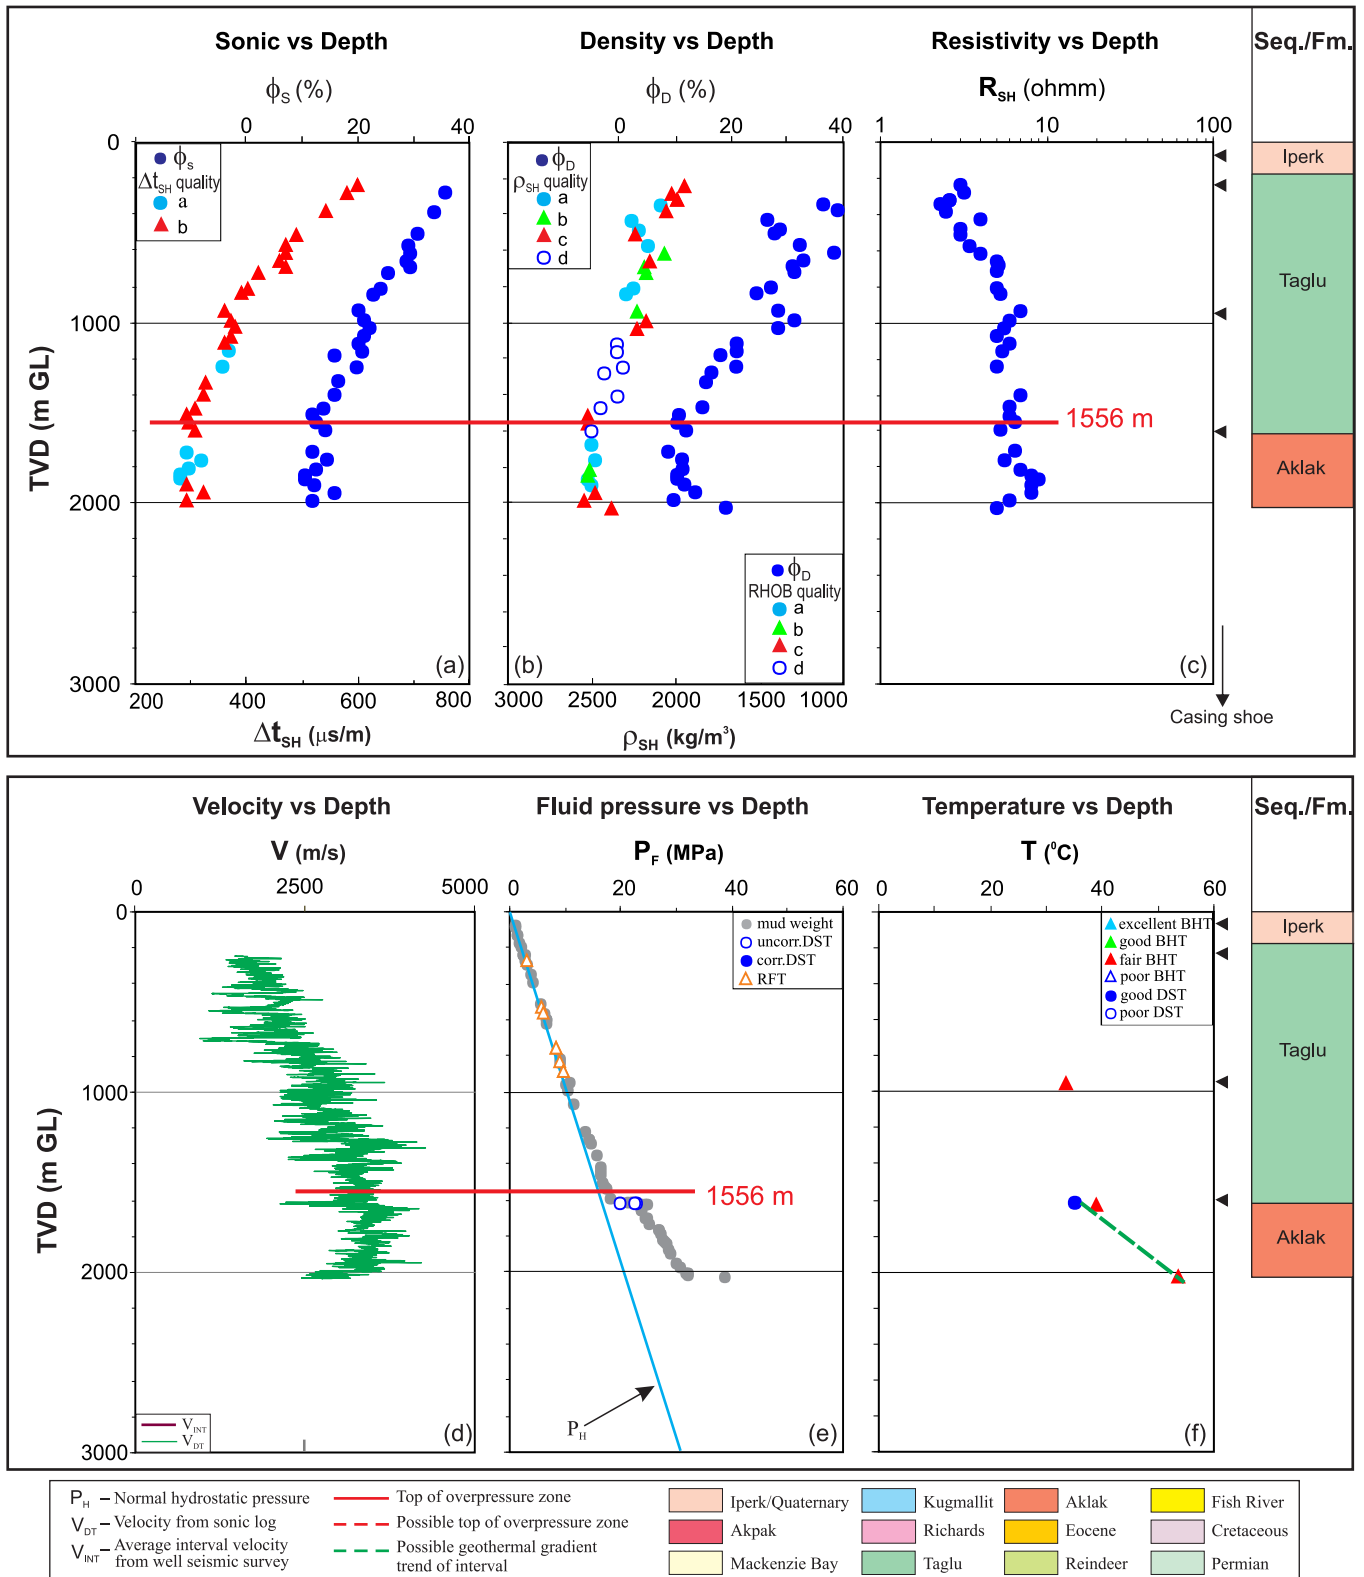 Sonic vs Depth
Density vs Depth
Resistivity vs Depth
Seq./Fm.
ϕS (%)
ϕD (%)
RSH (ohmm)
0 20 40
0 20 40
1 10 100
ϕs
ΔtSH quality
a
b
ϕD
ρSH quality
a
b
c
d
Iperk
Taglu
Aklak
TVD (m GL)
0
1000
2000
3000
1556 m
ϕD
RHOB quality
a
b
c
d
(a)
(b)
(c)
200 400 600 800
3000 2500 2000 1500 1000
Casing shoe
ΔtSH (μs/m)
ρSH (kg/m³)
Velocity vs Depth
Fluid pressure vs Depth
Temperature vs Depth
Seq./Fm.
V (m/s)
PF (MPa)
T (⁰C)
0 2500 5000
0 20 40 60
0 20 40 60
mud weight
uncorr.DST
corr.DST
RFT
excellent BHT
good BHT
fair BHT
poor BHT
good DST
poor DST
Iperk
Taglu
Aklak
TVD (m GL)
0
1000
2000
3000
1556 m
PH
VINT
VDT
(d)
(e)
(f)
PH – Normal hydrostatic pressure
VDT – Velocity from sonic log
VINT – Average interval velocity
from well seismic survey
Top of overpressure zone
Possible top of overpressure zone
Possible geothermal gradient
trend of interval
Iperk/Quaternary
Akpak
Mackenzie Bay
Kugmallit
Richards
Taglu
Aklak
Eocene
Reindeer
Fish River
Cretaceous
Permian